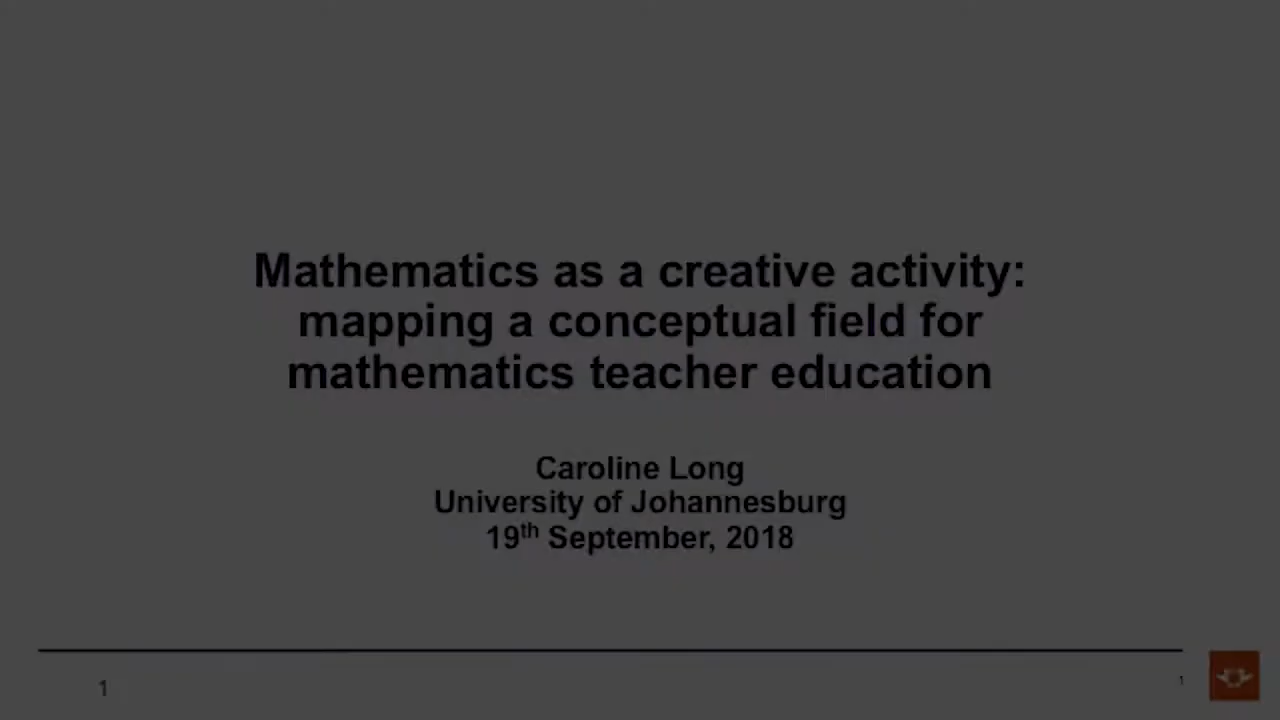 Mathematics as a creative activity:
mapping a conceptual field for
mathematics teacher education
Caroline Long
University of Johannesburg
19th September, 2018
1
1